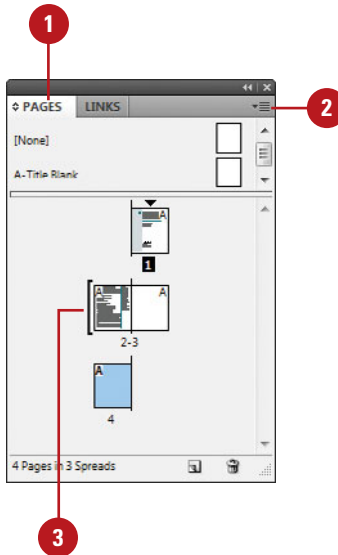 1
PAGES LINKS
2
[None]
A-Title Blank
A
1
A A
2-3
3
A
4
4 Pages in 3 Spreads